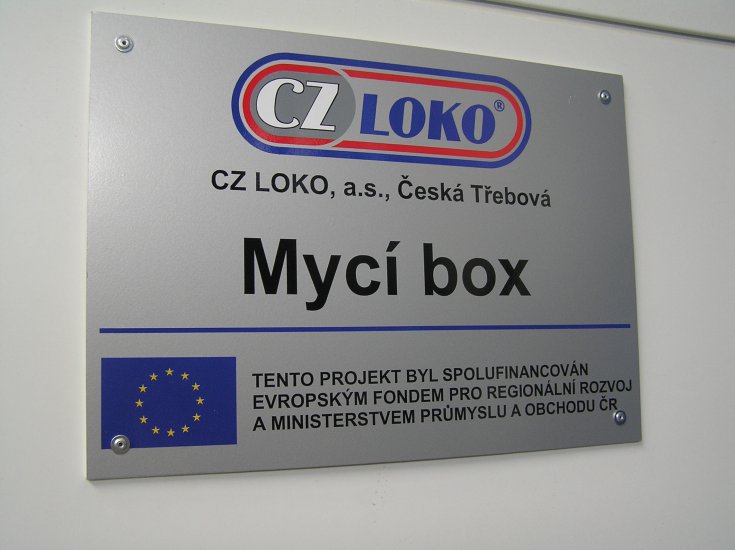 CZ LOKO®
CZ LOKO, a.s., Česká Třebová
Mycí box
TENTO PROJEKT BYL SPOLUFINANCOVÁN
EVROPSKÝM FONDEM PRO REGIONÁLNÍ ROZVOJ
A MINISTERSTVEM PRŮMYSLU A OBCHODU ČR